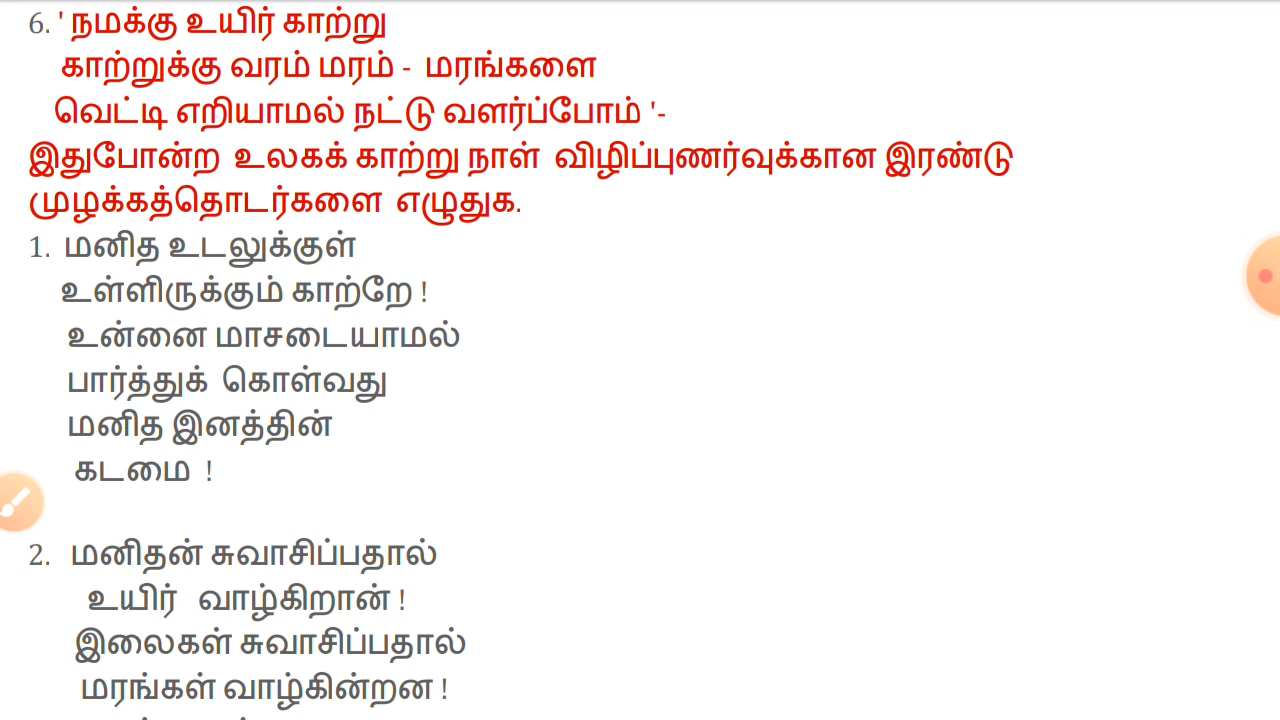 6. ' நமக்கு உயிர் காற்று
காற்றுக்கு வரம் மரம் - மரங்களை
வெட்டி எறியாமல் நட்டு வளர்ப்போம் '-
இதுபோன்ற உலகக் காற்று நாள் விழிப்புணர்வுக்கான இரண்டு
முழக்கத்தொடர்களை எழுதுக.
1. மனித உடலுக்குள்
உள்ளிருக்கும் காற்றே !
உன்னை மாசடையாமல்
பார்த்துக் கொள்வது
மனித இனத்தின்
கடமை !
2. மனிதன் சுவாசிப்பதால்
உயிர் வாழ்கிறான் !
இலைகள் சுவாசிப்பதால்
மரங்கள் வாழ்கின்றன !